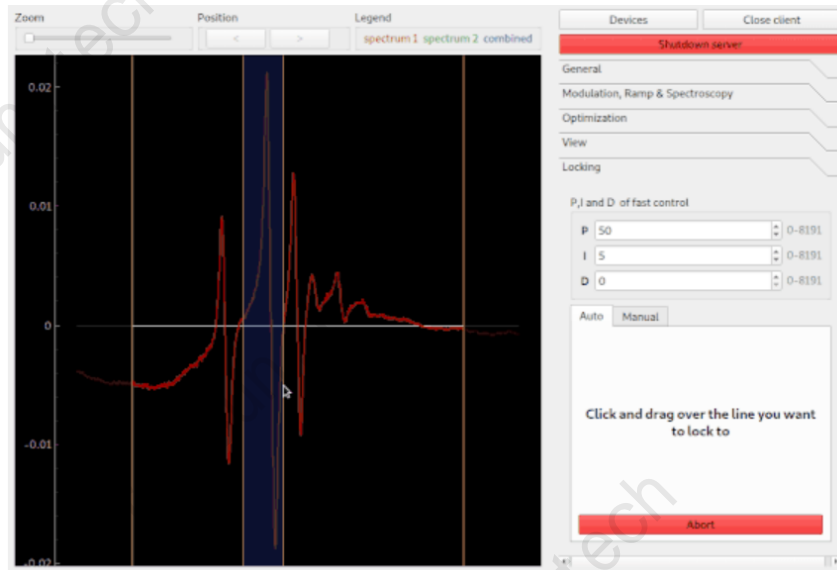 Zoom
Position
Legend
< >
spectrum 1 spectrum 2 combined
0.02
0.01
0
-0.01
-0.02
Devices
Close client
Shutdown server
General
Modulation, Ramp & Spectroscopy
Optimization
View
Locking
P,I and D of fast control
P 50 0-8191
I 5 0-8191
D 0 0-8191
Auto Manual
Click and drag over the line you want
to lock to
Abort